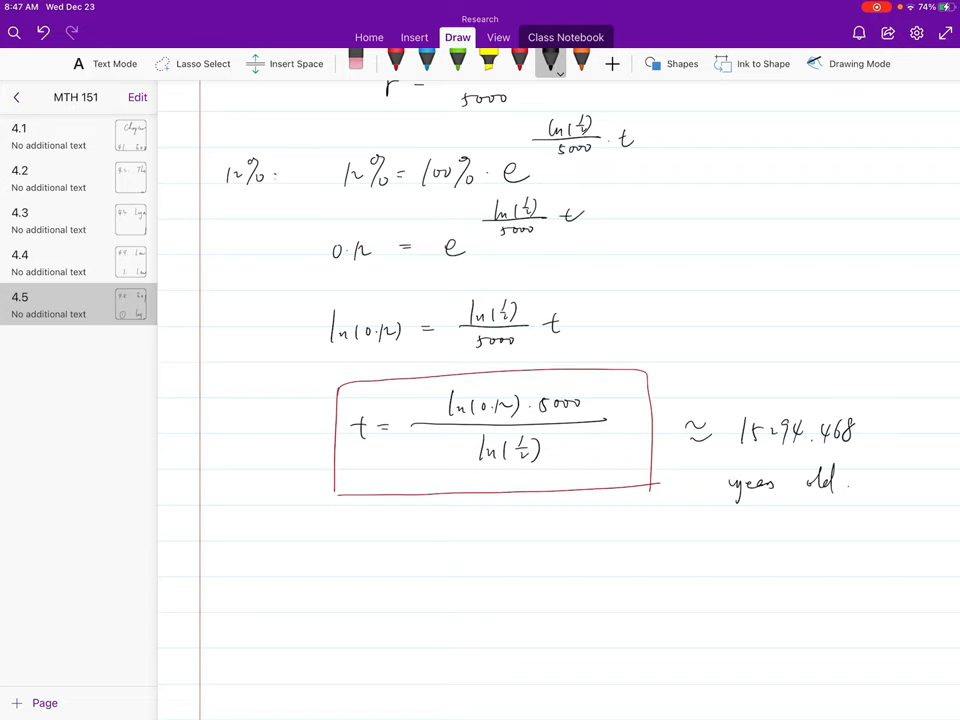 8:47 AM Wed Dec 23
74%
Research
Home Insert Draw View Class Notebook
Text Mode Lasso Select Insert Space Shapes Ink to Shape Drawing Mode
MTH 151 Edit
4.1
No additional text
4.2
No additional text
4.3
No additional text
4.4
No additional text
4.5
No additional text
Page
r = 5000
12%: 12% = 100% · e^(ln(1/2)/5000 · t)
0.12 = e^(ln(1/2)/5000 t)
ln(0.12) = ln(1/2)/5000 t
t = ln(0.12) · 5000 / ln(1/2) ≈ 15294.468
years old.